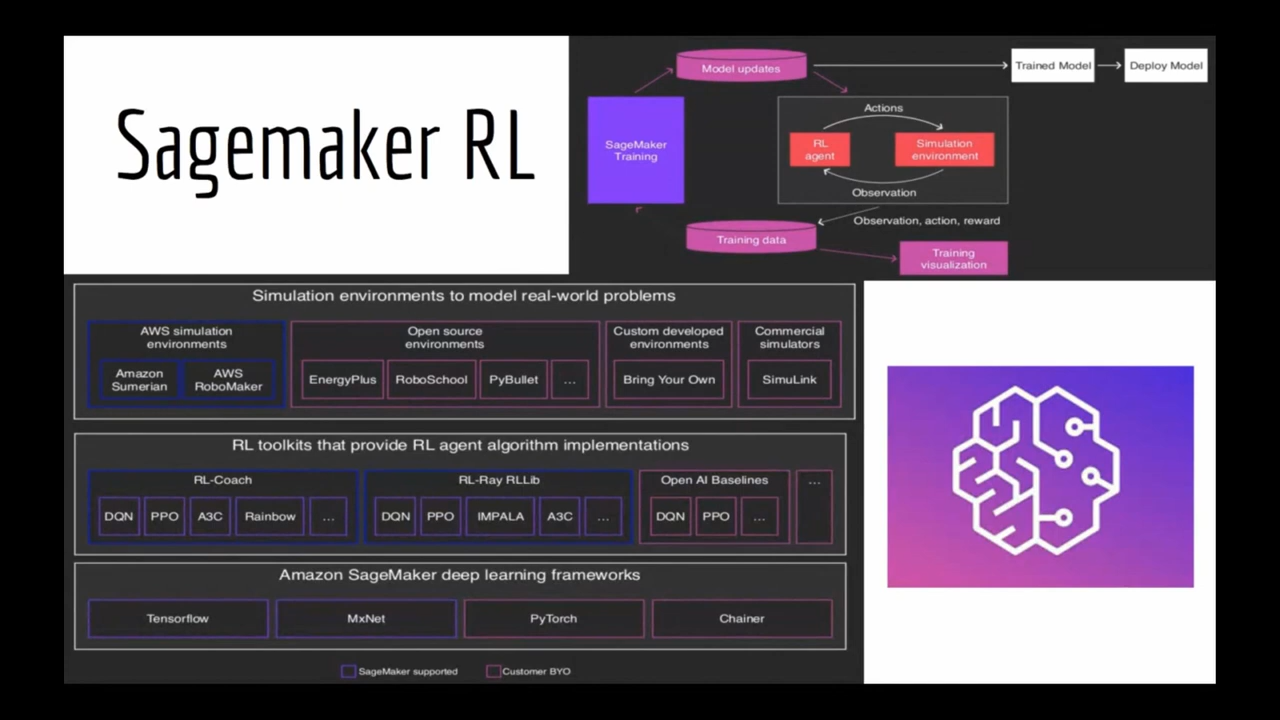 Sagemaker RL
Model updates
Trained Model
Deploy Model
SageMaker
Training
Actions
RL
agent
Simulation
environment
Observation
Observation, action, reward
Training data
Training
visualization
Simulation environments to model real-world problems
AWS simulation
environments
Amazon
Sumerian
AWS
RoboMaker
Open source
environments
EnergyPlus
RoboSchool
PyBullet
...
Custom developed
environments
Bring Your Own
Commercial
simulators
SimuLink
RL toolkits that provide RL agent algorithm implementations
RL-Coach
DQN
PPO
A3C
Rainbow
...
RL-Ray RLLib
DQN
PPO
IMPALA
A3C
...
Open AI Baselines
DQN
PPO
...
...
Amazon SageMaker deep learning frameworks
Tensorflow
MxNet
PyTorch
Chainer
SageMaker supported
Customer BYO